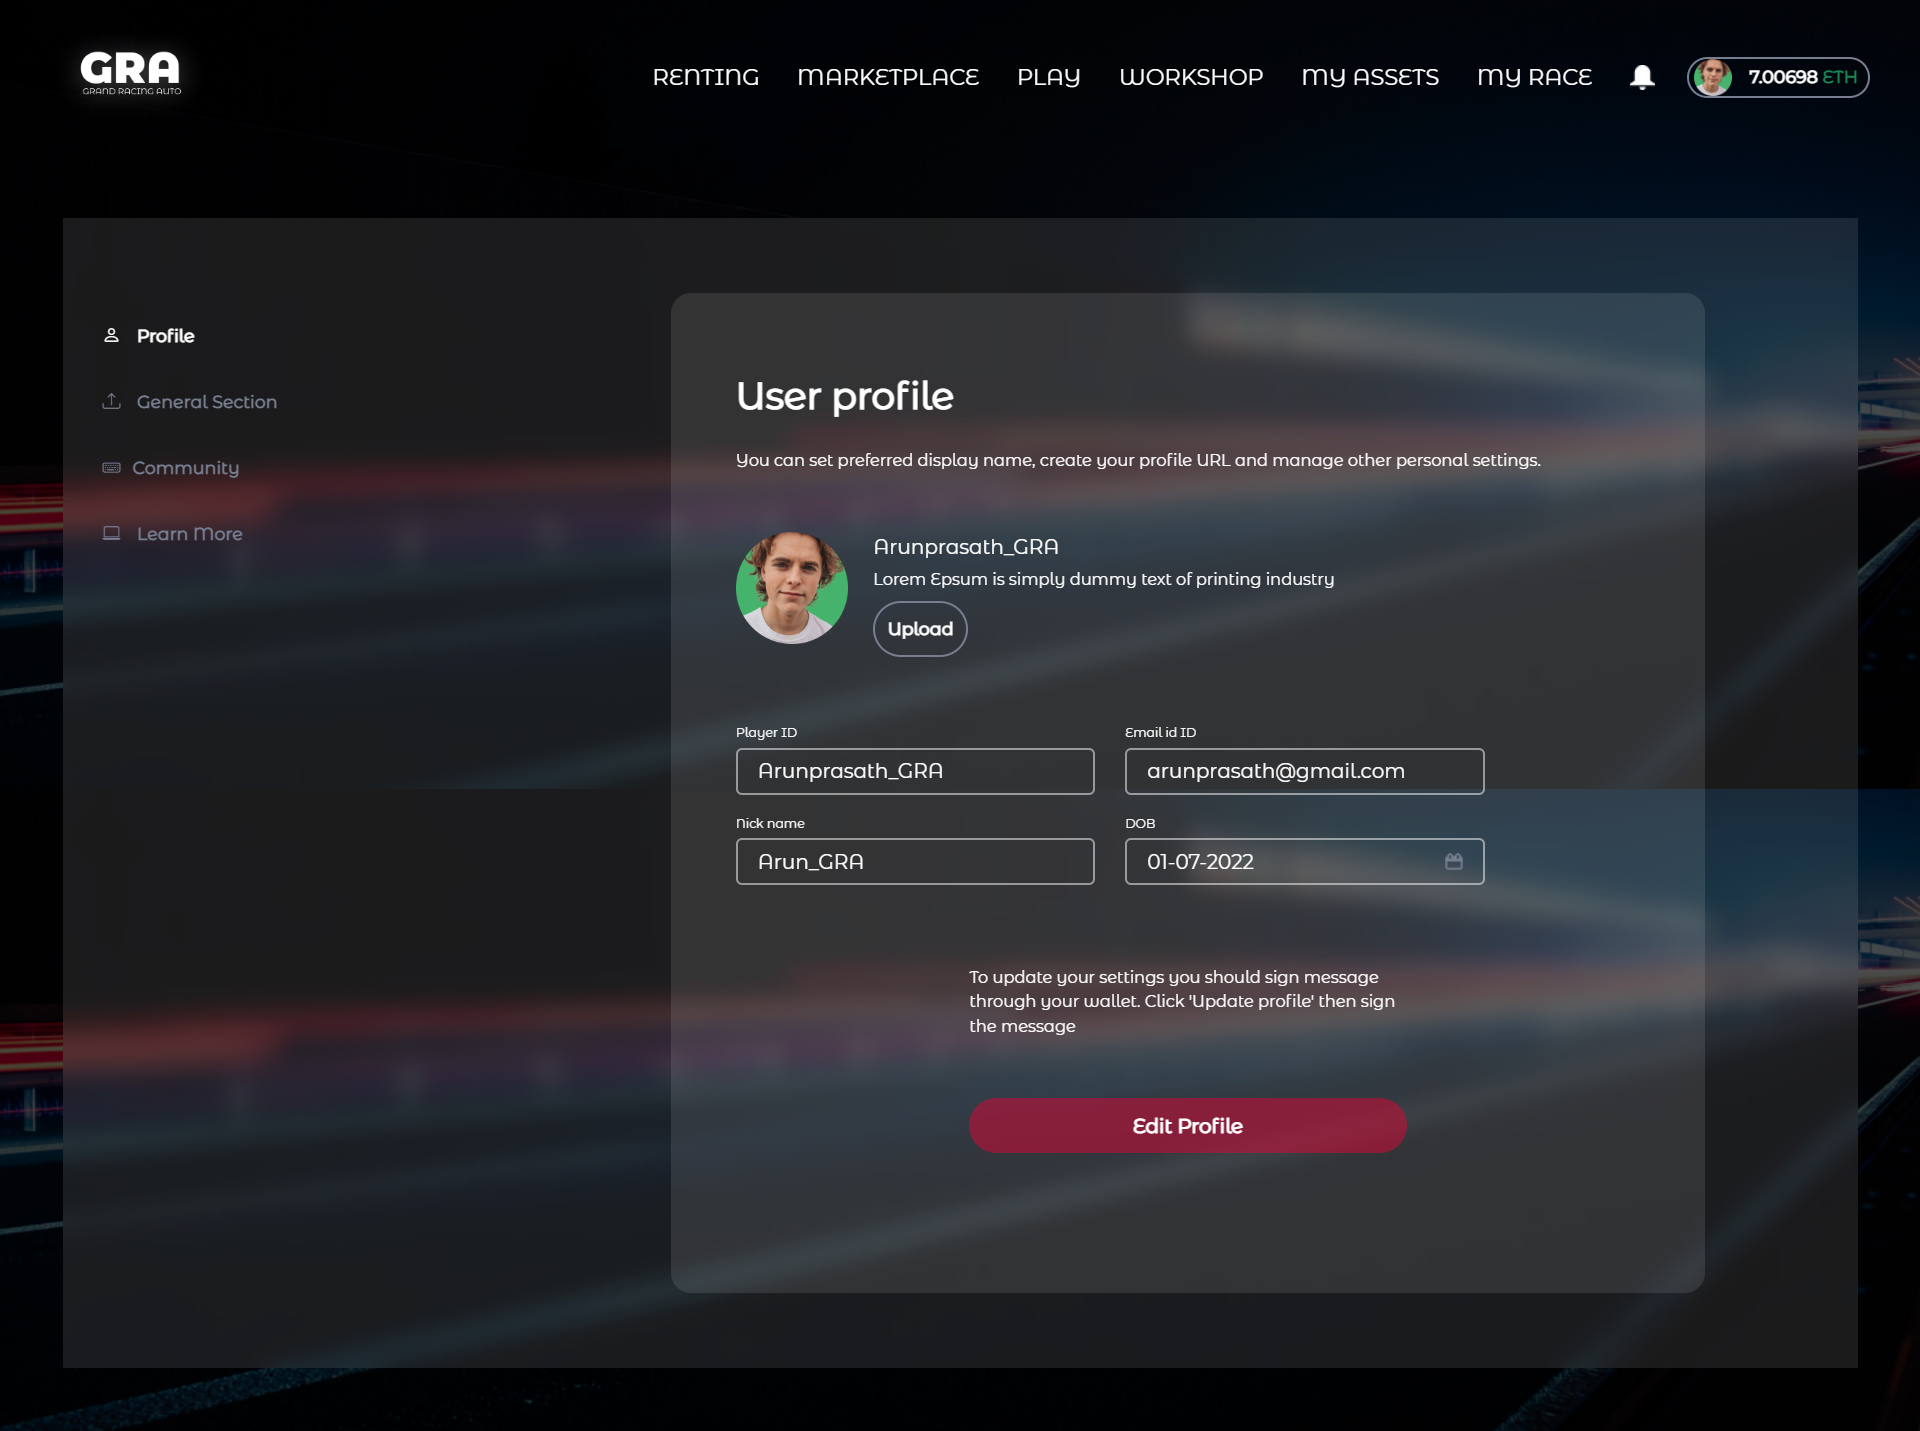 GRA
GRAND RACING AUTO
RENTING MARKETPLACE PLAY WORKSHOP MY ASSETS MY RACE 7.00698 ETH
Profile
General Section
Community
Learn More
User profile
You can set preferred display name, create your profile URL and manage other personal settings.
Arunprasath_GRA
Lorem Epsum is simply dummy text of printing industry
Upload
Player ID
Arunprasath_GRA
Email id ID
arunprasath@gmail.com
Nick name
Arun_GRA
DOB
01-07-2022
To update your settings you should sign message
through your wallet. Click 'Update profile' then sign
the message
Edit Profile